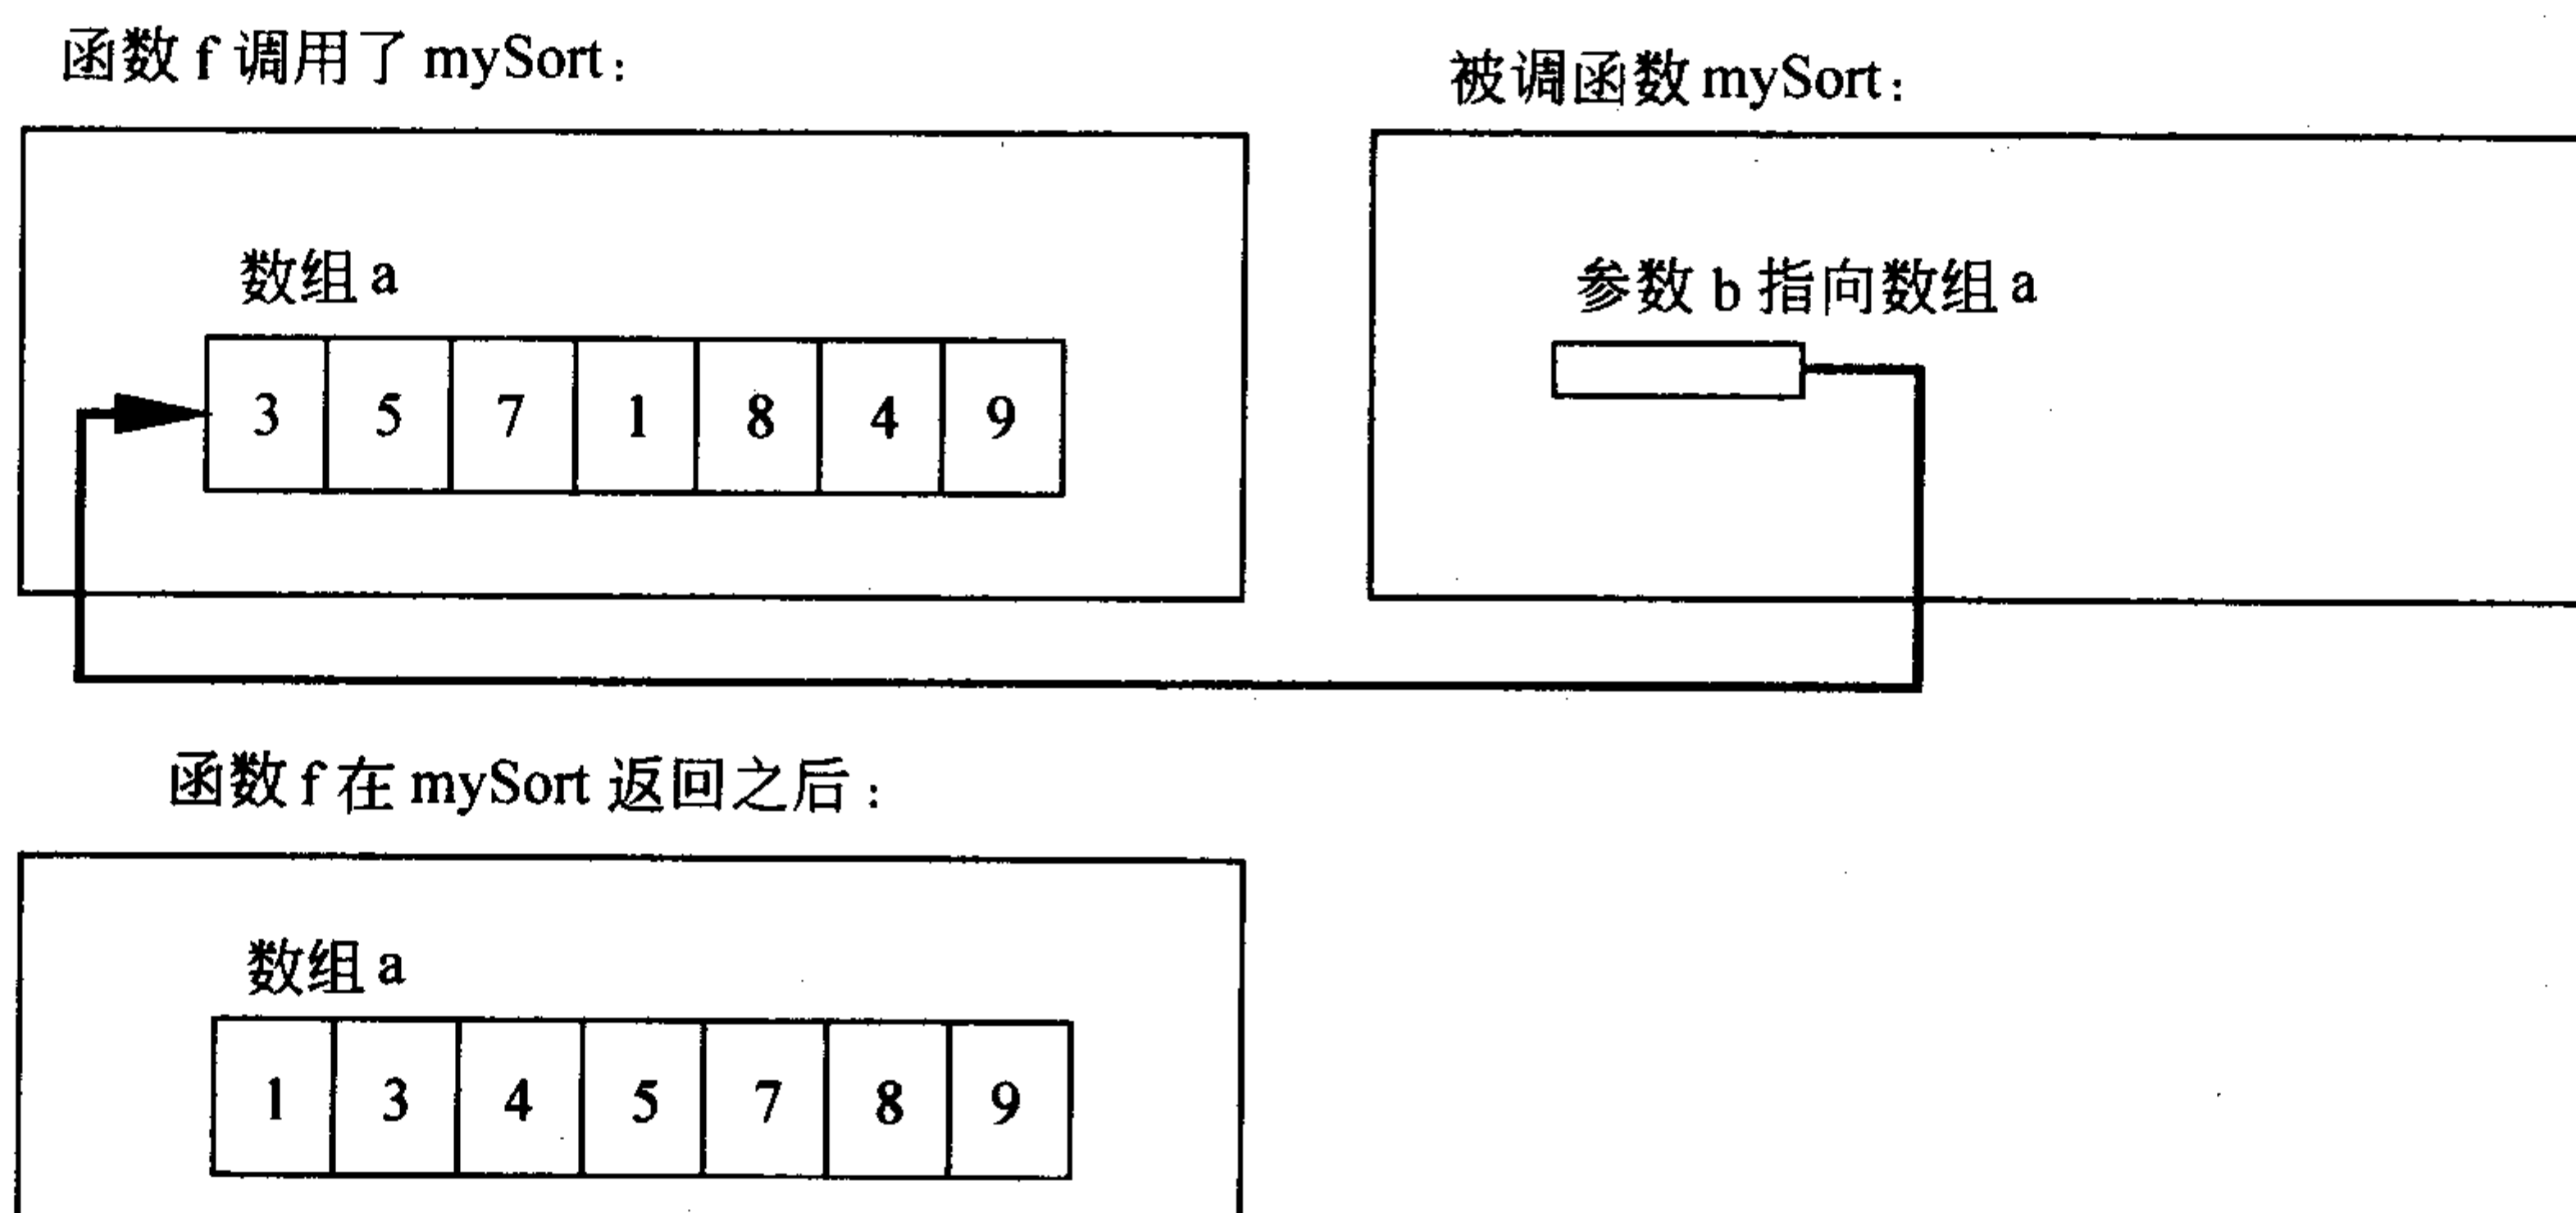 函数 f 调用了 mySort：
被调函数 mySort：
数组 a
参数 b 指向数组 a
3 5 7 1 8 4 9
函数 f 在 mySort 返回之后：
数组 a
1 3 4 5 7 8 9